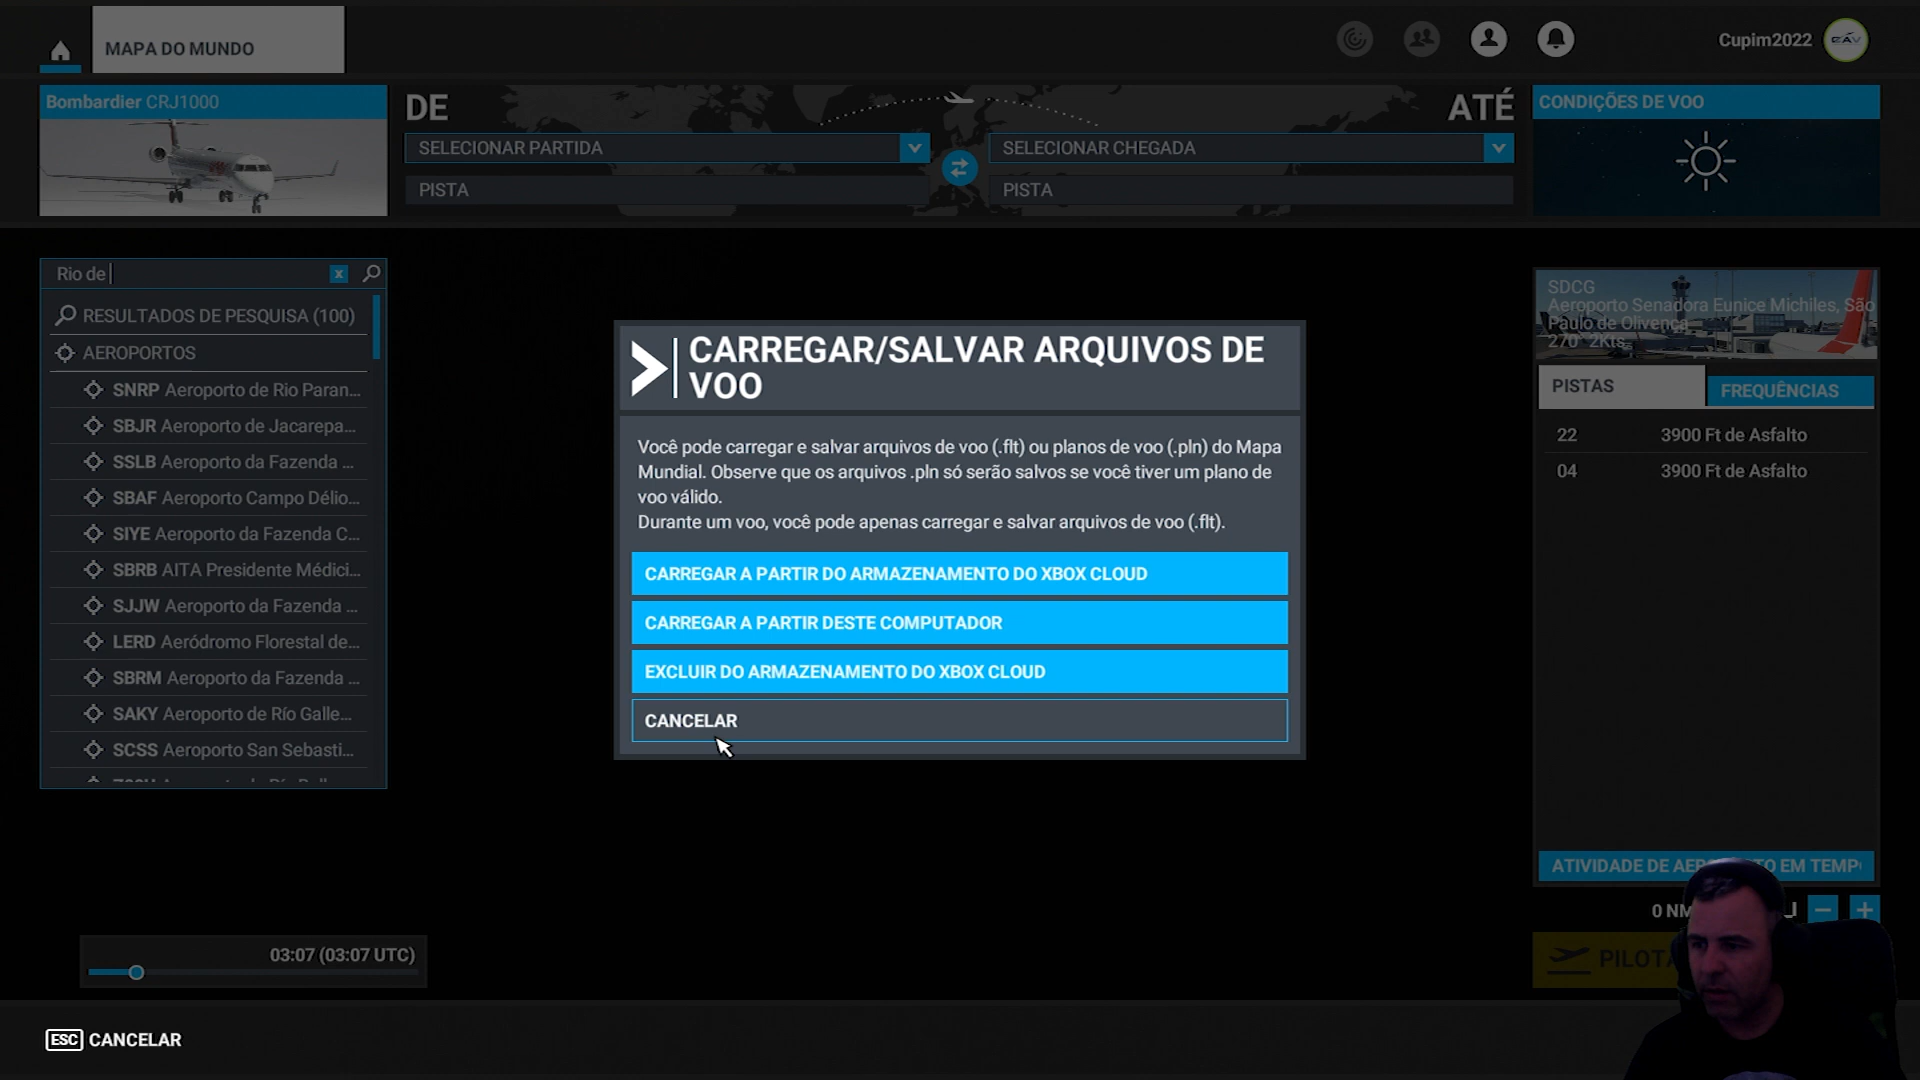 MAPA DO MUNDO
Cupim2022
Bombardier CRJ1000
DE
SELECIONAR PARTIDA
PISTA
ATÉ
SELECIONAR CHEGADA
PISTA
CONDIÇÕES DE VOO
Rio de
x
RESULTADOS DE PESQUISA (100)
AEROPORTOS
SNRP Aeroporto de Rio Paran...
SBJR Aeroporto de Jacarepa...
SSLB Aeroporto da Fazenda ...
SBAF Aeroporto Campo Délio...
SIYE Aeroporto da Fazenda C...
SBRB AITA Presidente Médici...
SJJW Aeroporto da Fazenda ...
LERD Aeródromo Florestal de...
SBRM Aeroporto da Fazenda ...
SAKY Aeroporto de Río Galle...
SCSS Aeroporto San Sebasti...
CARREGAR/SALVAR ARQUIVOS DE
VOO
Você pode carregar e salvar arquivos de voo (.flt) ou planos de voo (.pln) do Mapa
Mundial. Observe que os arquivos .pln só serão salvos se você tiver um plano de
voo válido.
Durante um voo, você pode apenas carregar e salvar arquivos de voo (.flt).
CARREGAR A PARTIR DO ARMAZENAMENTO DO XBOX CLOUD
CARREGAR A PARTIR DESTE COMPUTADOR
EXCLUIR DO ARMAZENAMENTO DO XBOX CLOUD
CANCELAR
SDCG
Aeroporto Senadora Eunice Michiles, São
Paulo de Olivença
270° 2Kts
PISTAS
FREQUÊNCIAS
22 3900 Ft de Asfalto
04 3900 Ft de Asfalto
ATIVIDADE DE EM TEMP
0 NM
03:07 (03:07 UTC)
ESC CANCELAR